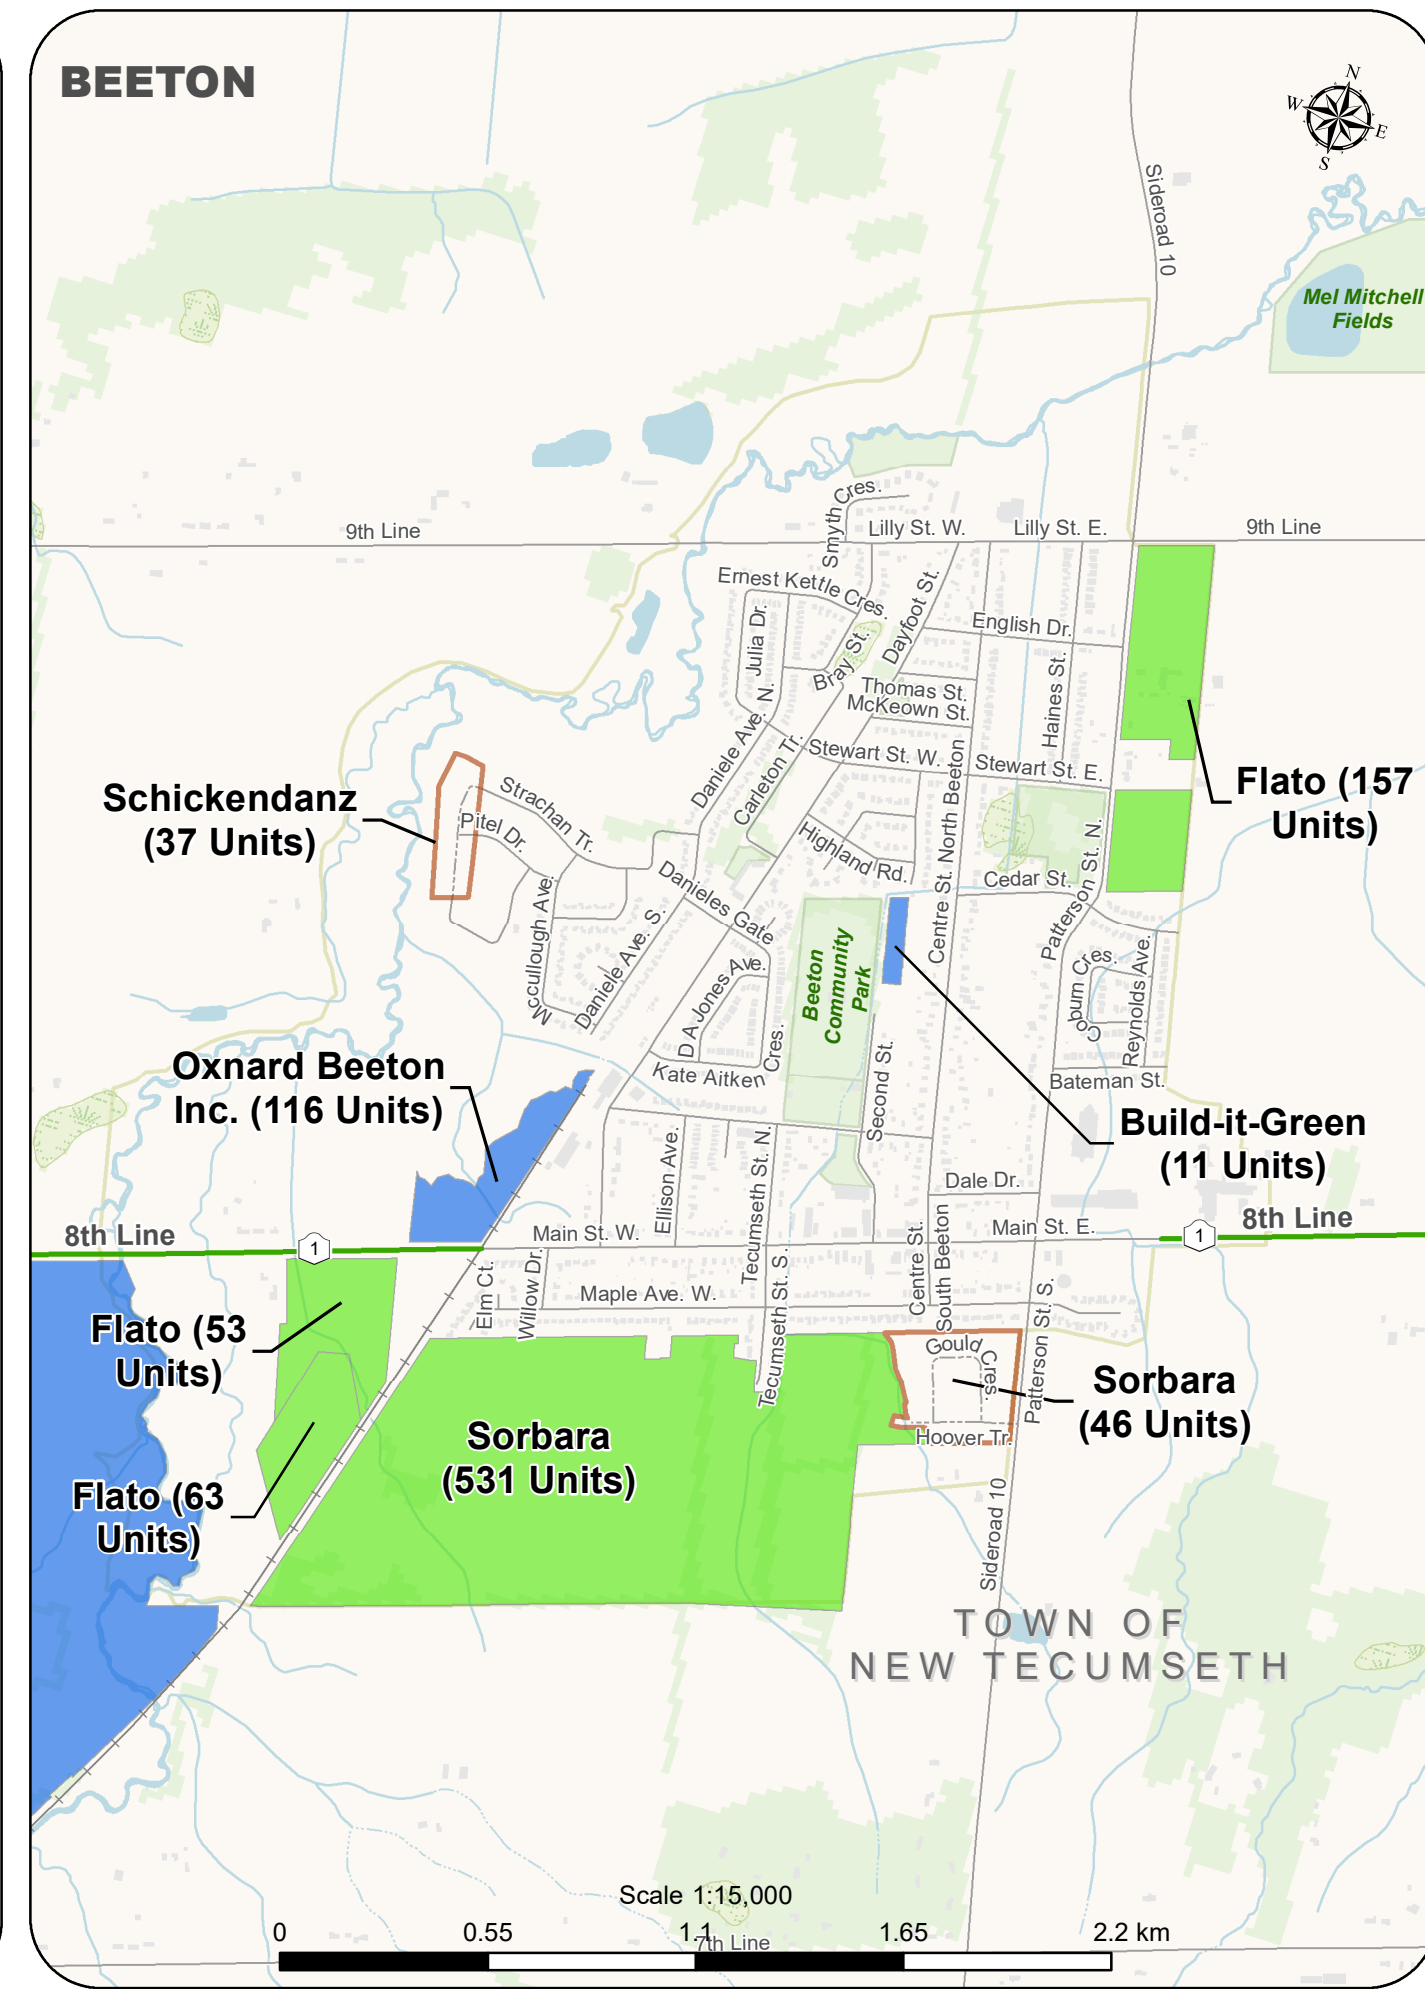 BEETON
N
W
E
S
Sideroad 10
Mel Mitchell
Fields
Smyth Cres.
9th Line
Lilly St. W.
Lilly St. E.
9th Line
Ernest Kettle Cres.
Julia Dr.
Dayfoot St.
English Dr.
Bray St.
Haines St.
Thomas St.
McKeown St.
Daniele Ave. N.
Carleton Tr.
Stewart St. W.
Stewart St. E.
Flato (157
Units)
Schickendanz
(37 Units)
Strachan Tr.
Pitel Dr.
Highland Rd.
Centre St. North Beeton
Patterson St. N.
Cedar St.
Danieles Gate
Mccullough Ave.
Daniele Ave. S.
Beeton
Community
Park
Coburn Cres.
Reynolds Ave.
D A Jones Ave.
Kate Aitken Cres.
Second St.
Bateman St.
Oxnard Beeton
Inc. (116 Units)
Build-it-Green
(11 Units)
Ellison Ave.
Tecumseth St. N.
Dale Dr.
8th Line
1
Main St. W.
Main St. E.
1
8th Line
Elm Ct.
Willow Dr.
Maple Ave. W.
Tecumseth St. S.
Centre St.
South Beeton
Patterson St. S.
Flato (53
Units)
Gould Cres.
Sorbara
(46 Units)
Hoover Tr.
Sorbara
(531 Units)
Flato (63
Units)
Sideroad 10
TOWN OF
NEW TECUMSETH
Scale 1:15,000
0 0.55 1.1 1.65 2.2 km
7th Line